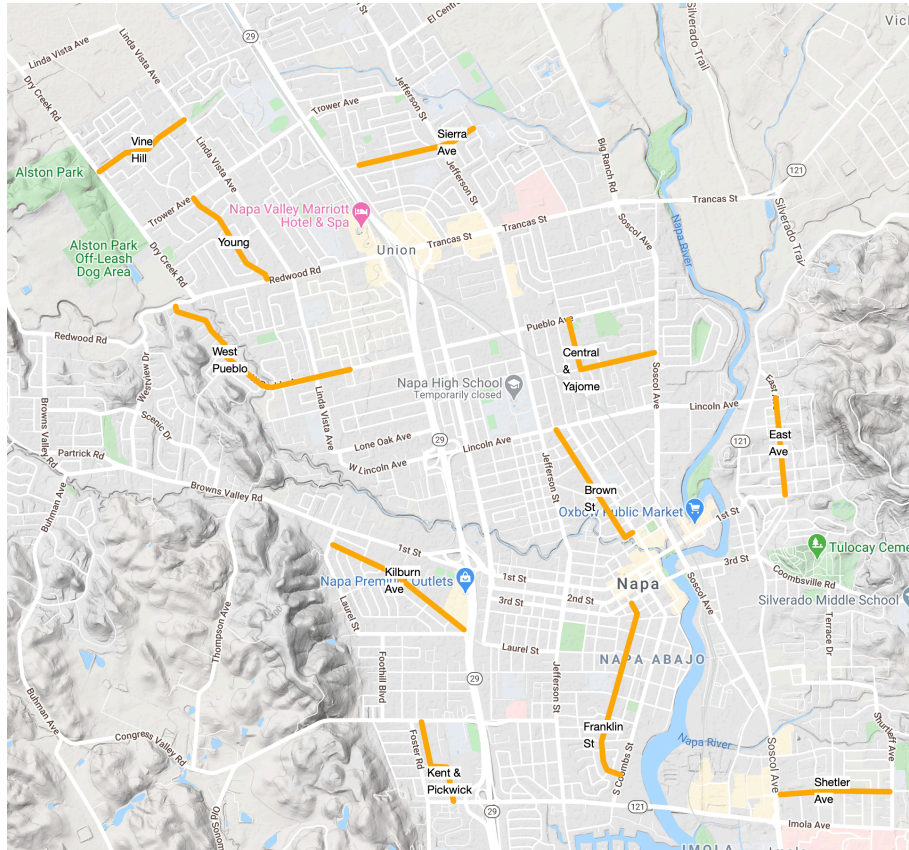 El Centro
Vich
Linda Vista Ave
Linda Vista Ave
29
Silverado Trail
Jefferson St
Dry Creek Rd
Trower Ave
Vine
Hill
Sierra
Ave
Linda Vista Ave
Big Ranch Rd
121
Alston Park
Jefferson St
Trancas St
Silverado Trail
Trower Ave
Napa Valley Marriott
Hotel & Spa
Trancas St
Soscol Ave
Napa River
Young
Trancas St
Union
Alston Park
Off-Leash
Dog Area
Dry Creek Rd
Redwood Rd
Pueblo Ave
Redwood Rd
West
Pueblo
Westview Dr
Central
&
Yajome
Napa High School
Temporarily closed
Soscol Ave
East Ave
Linda Vista Ave
Browns Valley Rd
Scenic Dr
Lincoln Ave
Lone Oak Ave
29
Lincoln Ave
121
East
Ave
Partrick Rd
W Lincoln Ave
Jefferson St
Buhman Ave
Browns Valley Rd
Brown
St
Oxbow Public Market
1st St
1st St
Tulocay Ceme
3rd St
Kilburn
Ave
Napa Premium Outlets
1st St
Napa
Coombsville Rd
2nd St
3rd St
Soscol Ave
Silverado Middle School
Laurel St
Thompson Ave
Terrace Dr
Laurel St
NAPA ABAJO
Foothill Blvd
29
Jefferson St
Buhman Ave
Congress Valley Rd
Foster Rd
Franklin
St
Napa River
Shurtleff Ave
S Coombs St
Soscol Ave
Kent &
Pickwick
Shetler
Ave
29
121
Imola Ave
Old Sonom
IMOLA
Imola